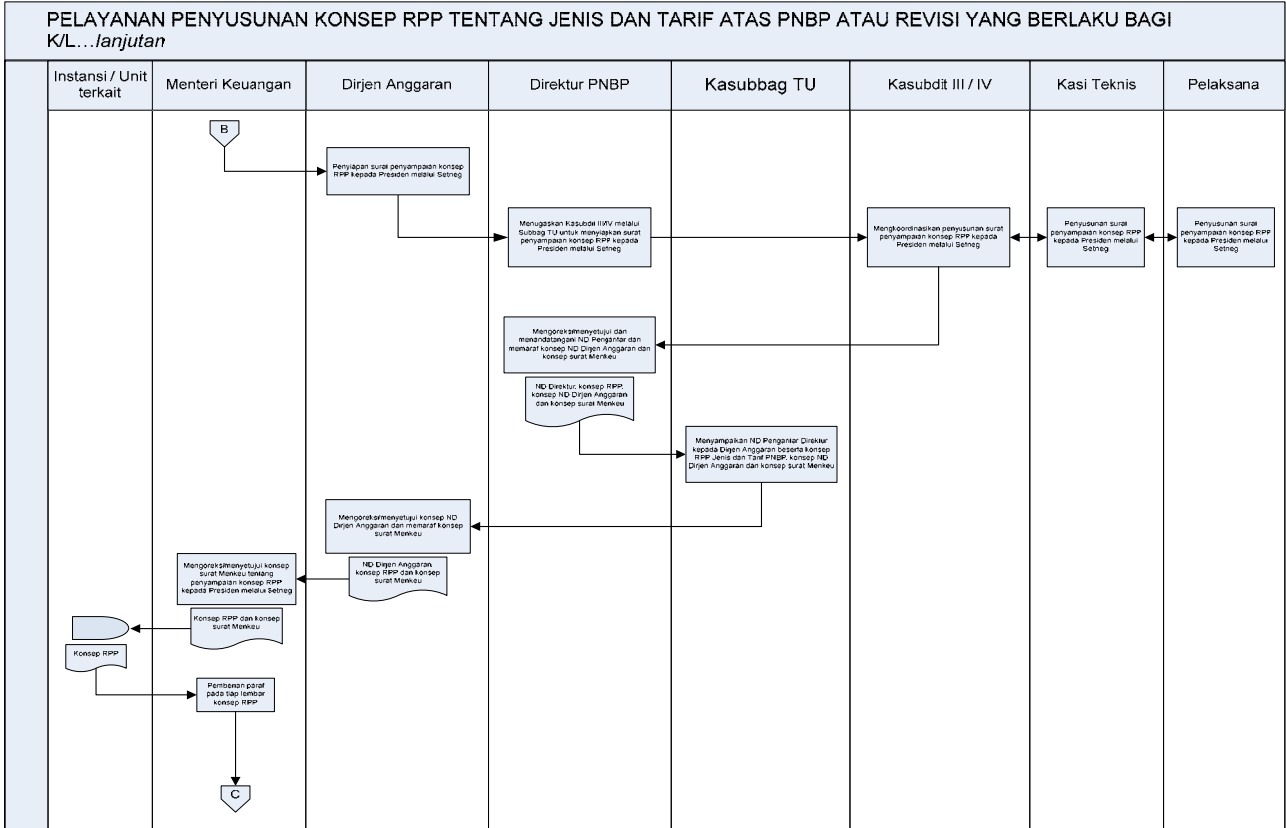 PELAYANAN PENYUSUNAN KONSEP RPP TENTANG JENIS DAN TARIF ATAS PNBP ATAU REVISI YANG BERLAKU BAGI
K/L…lanjutan
Instansi / Unit
terkait
Menteri Keuangan
Dirjen Anggaran
Direktur PNBP
Kasubbag TU
Kasubdit III / IV
Kasi Teknis
Pelaksana
B
Penyiapan surat penyampaian konsep
RPP kepada Presiden melalui Setneg
Menugaskan Kasubdit III/IV melalui
Subbag TU untuk menyiapkan surat
penyampaian konsep RPP kepada
Presiden melalui Setneg
Mengkoordinasikan penyusunan surat
penyampaian konsep RPP kepada
Presiden melalui Setneg
Penyusunan surat
penyampaian konsep RPP
kepada Presiden melalui
Setneg
Penyusunan surat
penyampaian konsep RPP
kepada Presiden melalui
Setneg
Mengoreksi/menyetujui dan
menandatangani ND Pengantar dan
memaraf konsep ND Dirjen Anggaran dan
konsep surat Menkeu
ND Direktur, konsep RPP,
konsep ND Dirjen Anggaran
dan konsep surat Menkeu
Menyampaikan ND Pengantar Direktur
kepada Dirjen Anggaran beserta konsep
RPP Jenis dan Tarif PNBP, konsep ND
Dirjen Anggaran dan konsep surat Menkeu
Mengoreksi/menyetujui konsep ND
Dirjen Anggaran dan memaraf konsep
surat Menkeu
ND Dirjen Anggaran,
konsep RPP dan konsep
surat Menkeu
Mengoreksi/menyetujui konsep
surat Menkeu tentang
penyampaian konsep RPP
kepada Presiden melalui Setneg
Konsep RPP dan konsep
surat Menkeu
Konsep RPP
Pemberian paraf
pada tiap lembar
konsep RPP
C